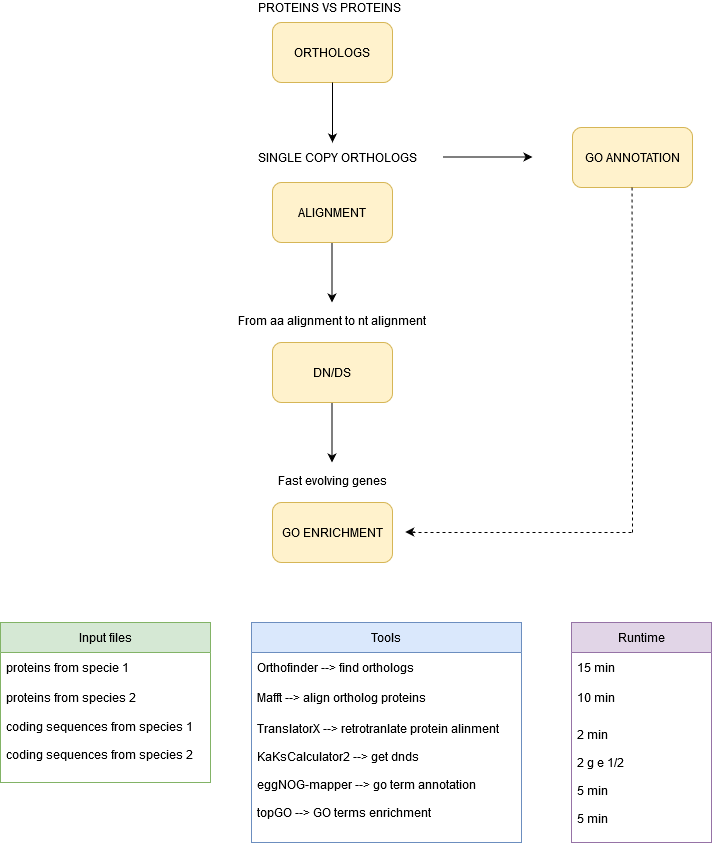 PROTEINS VS PROTEINS
ORTHOLOGS
SINGLE COPY ORTHOLOGS
GO ANNOTATION
ALIGNMENT
From aa alignment to nt alignment
DN/DS
Fast evolving genes
GO ENRICHMENT
Input files
proteins from specie 1
proteins from species 2
coding sequences from species 1
coding sequences from species 2
Tools
Orthofinder --> find orthologs
Mafft --> align ortholog proteins
TranslatorX --> retrotranlate protein alinment
KaKsCalculator2 --> get dnds
eggNOG-mapper --> go term annotation
topGO --> GO terms enrichment
Runtime
15 min
10 min
2 min
2 g e 1/2
5 min
5 min